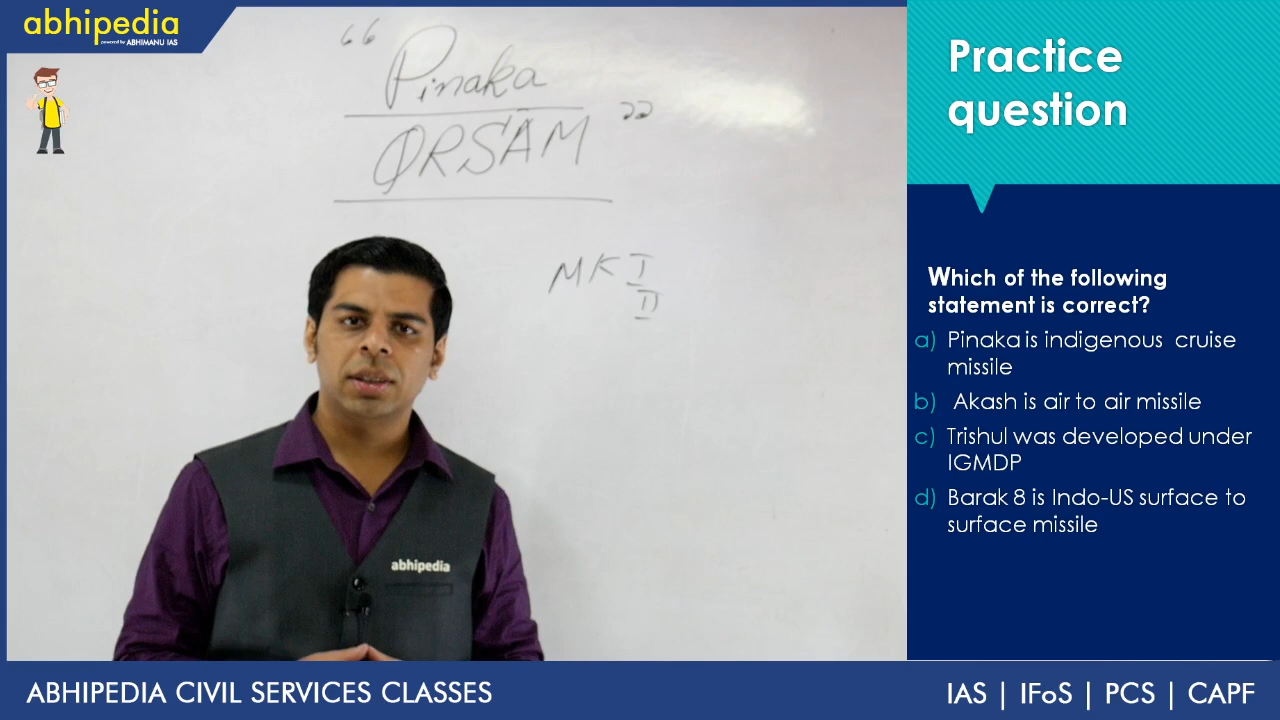 abhipedia
powered by ABHIMANU IAS
“ Pinaka
QRSAM ”
MK I
II
abhipedia
Practice
question
Which of the following
statement is correct?
a) Pinaka is indigenous cruise
missile
b) Akash is air to air missile
c) Trishul was developed under
IGMDP
d) Barak 8 is Indo-US surface to
surface missile
ABHIPEDIA CIVIL SERVICES CLASSES
IAS | IFoS | PCS | CAPF